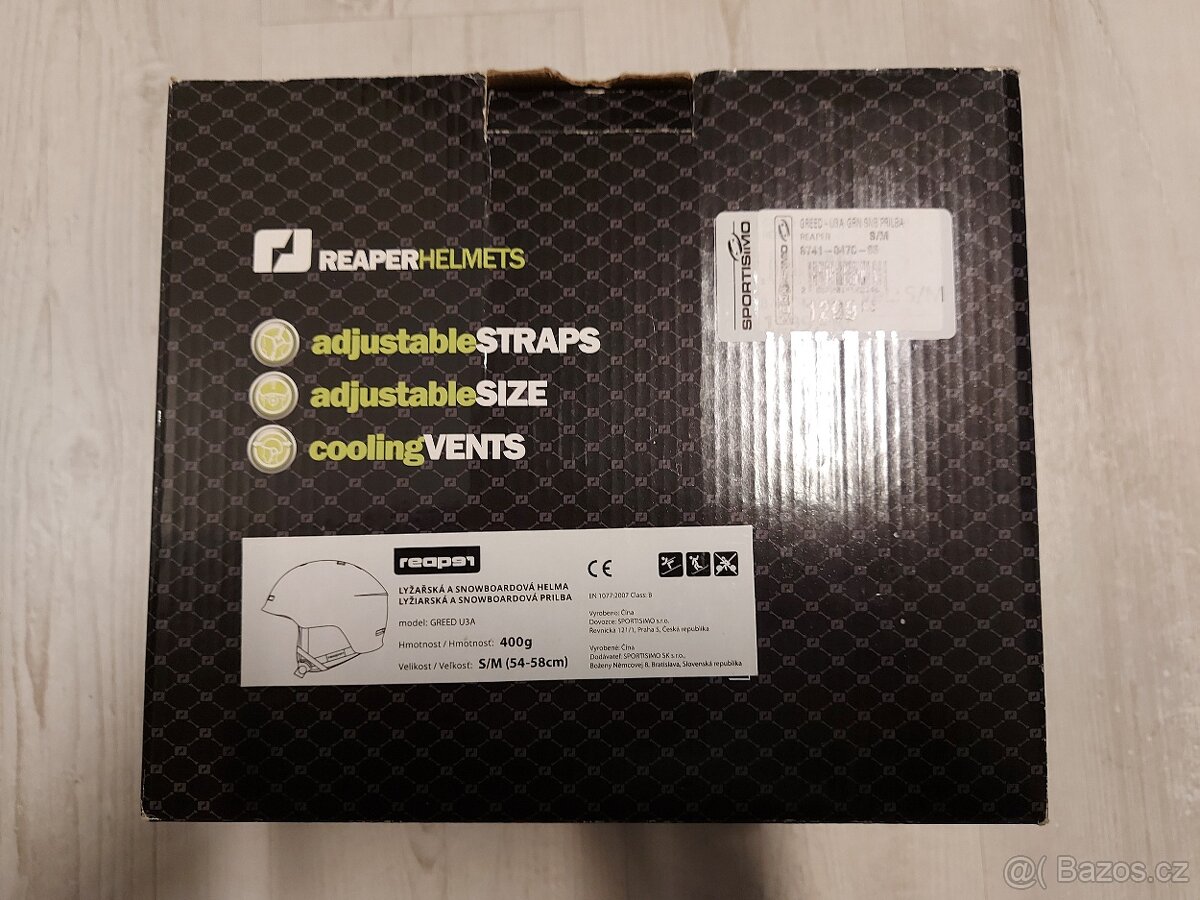 REAPERHELMETS
adjustableSTRAPS
adjustableSIZE
coolingVENTS
SPORTISIMO
GREED - U3A GRN SNB PRILBA
REAPER S/M
S/M
reap91
LYŽAŘSKÁ A SNOWBOARDOVÁ HELMA
LYŽIARSKÁ A SNOWBOARDOVÁ PRILBA
model: GREED U3A
Hmotnost / Hmotnosť: 400g
Velikost / Veľkosť: S/M (54-58cm)
CE
EN 1077:2007 Class: B
Vyrobeno: Čína
Dovozce: SPORTISIMO s.r.o.
Řevnická 121/1, Praha 5, Česká republika
Vyrobené: Čína
Dodávateľ: SPORTISIMO SK s.r.o.,
Boženy Němcovej 8, Bratislava, Slovenská republika
@( Bazos.cz